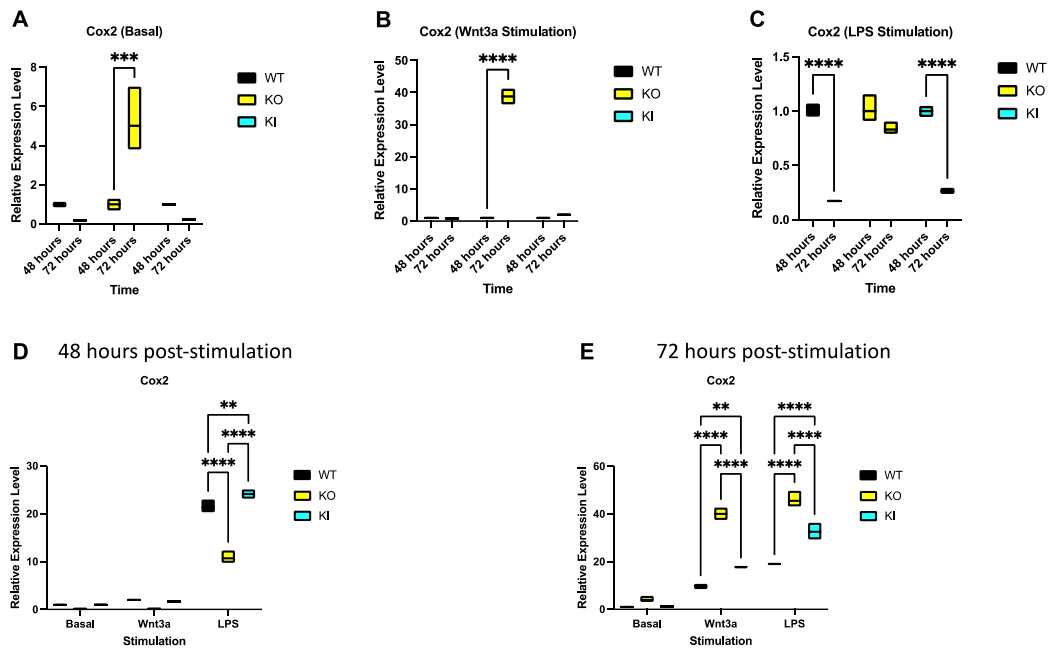 A
Cox2 (Basal)
Relative Expression Level
8
6
4
2
0
***
48 hours
72 hours
48 hours
72 hours
48 hours
72 hours
Time
WT
KO
KI
B
Cox2 (Wnt3a Stimulation)
Relative Expression Level
50
40
30
20
10
0
****
48 hours
72 hours
48 hours
72 hours
48 hours
72 hours
Time
WT
KO
KI
C
Cox2 (LPS Stimulation)
Relative Expression Level
1.5
1.0
0.5
0.0
****
****
48 hours
72 hours
48 hours
72 hours
48 hours
72 hours
Time
WT
KO
KI
D 48 hours post-stimulation
Cox2
Relative Expression Level
30
20
10
0
**
****
****
Basal Wnt3a LPS
Stimulation
WT
KO
KI
E 72 hours post-stimulation
Cox2
Relative Expression Level
60
40
20
0
**
****
****
****
****
****
Basal Wnt3a LPS
Stimulation
WT
KO
KI